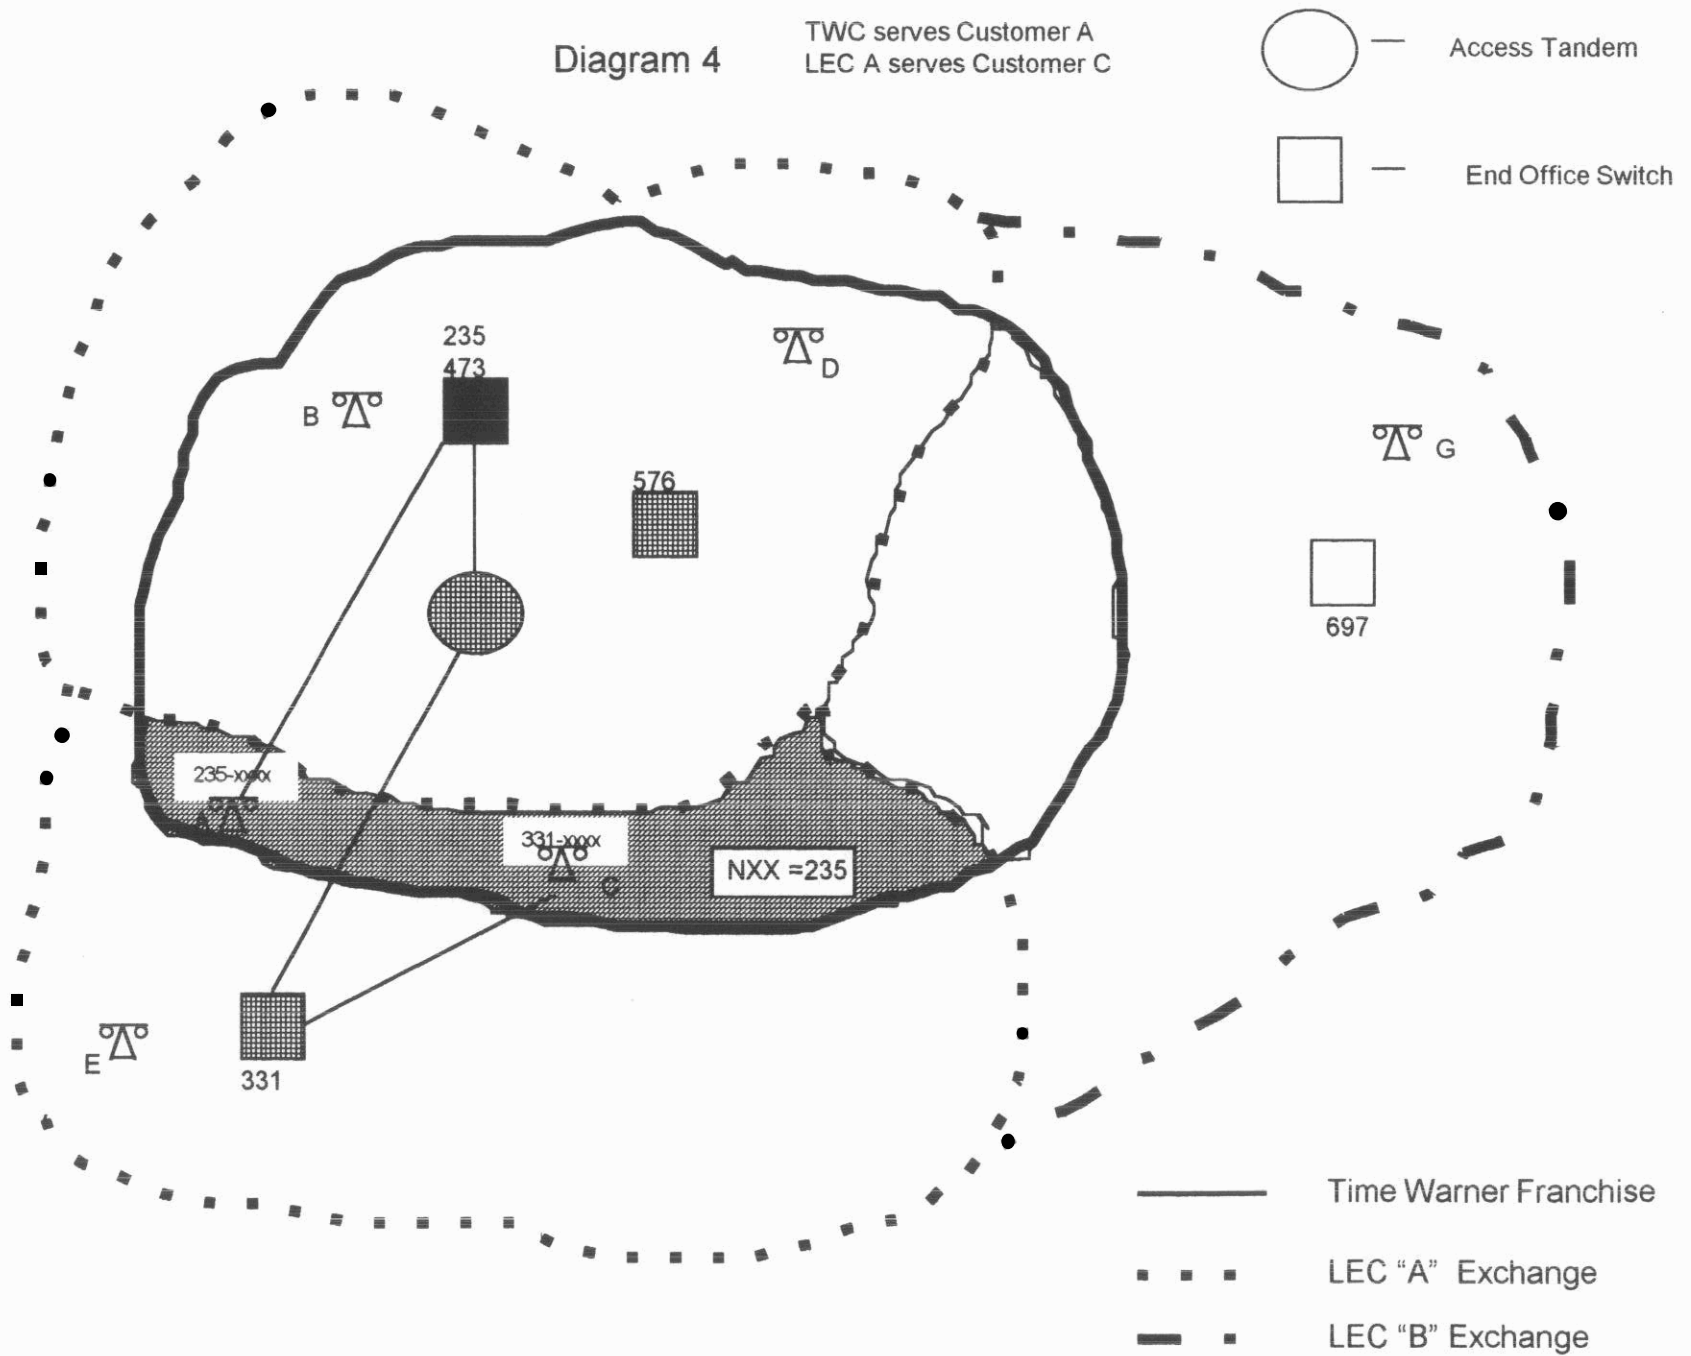 Diagram 4
TWC serves Customer A
LEC A serves Customer C
Access Tandem
End Office Switch
235
473
D
B
G
576
697
235-xxxx
A
331-xxxx
C
NXX =235
E
331
Time Warner Franchise
LEC “A” Exchange
LEC “B” Exchange